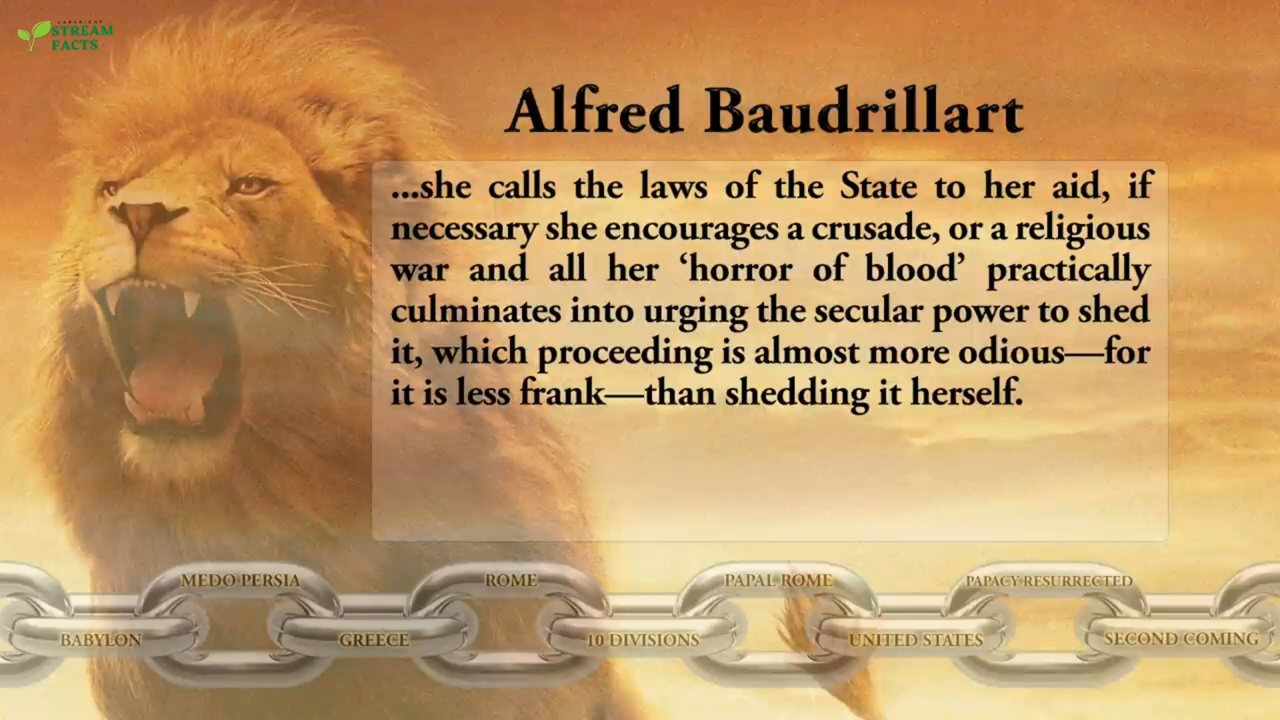 COPYRIGHT
STREAM
FACTS
Alfred Baudrillart
...she calls the laws of the State to her aid, if
necessary she encourages a crusade, or a religious
war and all her ‘horror of blood’ practically
culminates into urging the secular power to shed
it, which proceeding is almost more odious—for
it is less frank—than shedding it herself.
MEDO PERSIA
ROME
PAPAL ROME
PAPACY RESURRECTED
BABYLON
GREECE
10 DIVISIONS
UNITED STATES
SECOND COMING